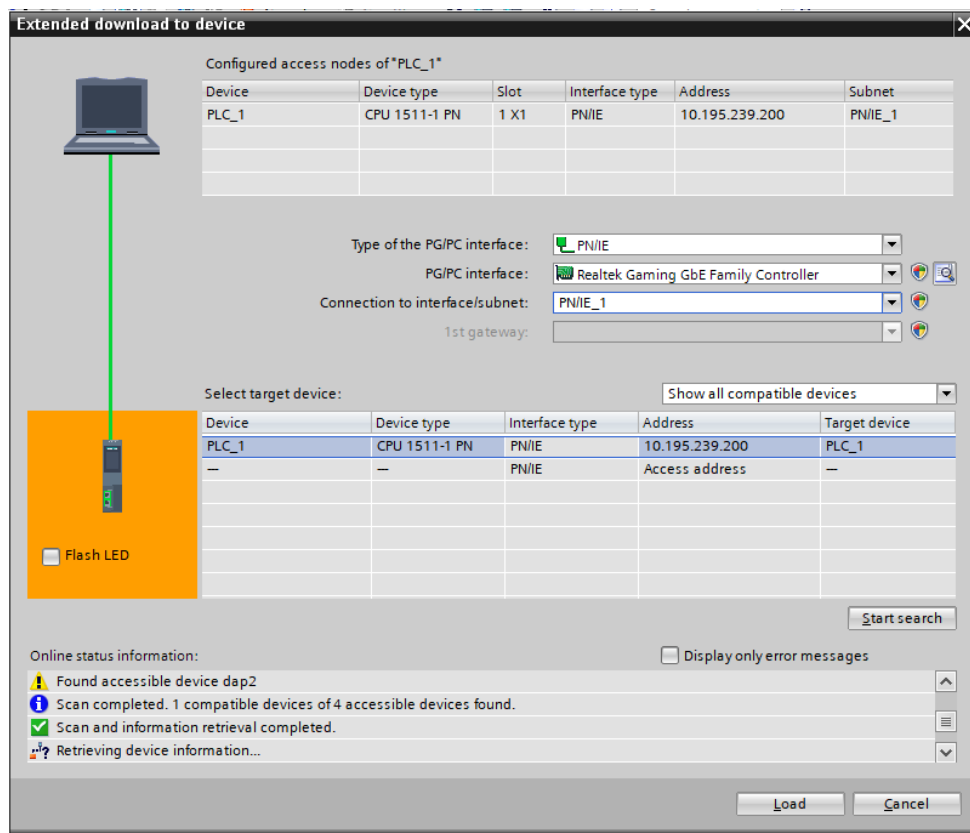 Extended download to device
Configured access nodes of "PLC_1"
Device Device type Slot Interface type Address Subnet
PLC_1 CPU 1511-1 PN 1 X1 PN/IE 10.195.239.200 PN/IE_1
Type of the PG/PC interface: PN/IE
PG/PC interface: Realtek Gaming GbE Family Controller
Connection to interface/subnet: PN/IE_1
1st gateway:
Select target device: Show all compatible devices
Device Device type Interface type Address Target device
PLC_1 CPU 1511-1 PN PN/IE 10.195.239.200 PLC_1
— — PN/IE Access address —
Flash LED
Start search
Online status information: Display only error messages
Found accessible device dap2
Scan completed. 1 compatible devices of 4 accessible devices found.
Scan and information retrieval completed.
Retrieving device information...
Load Cancel